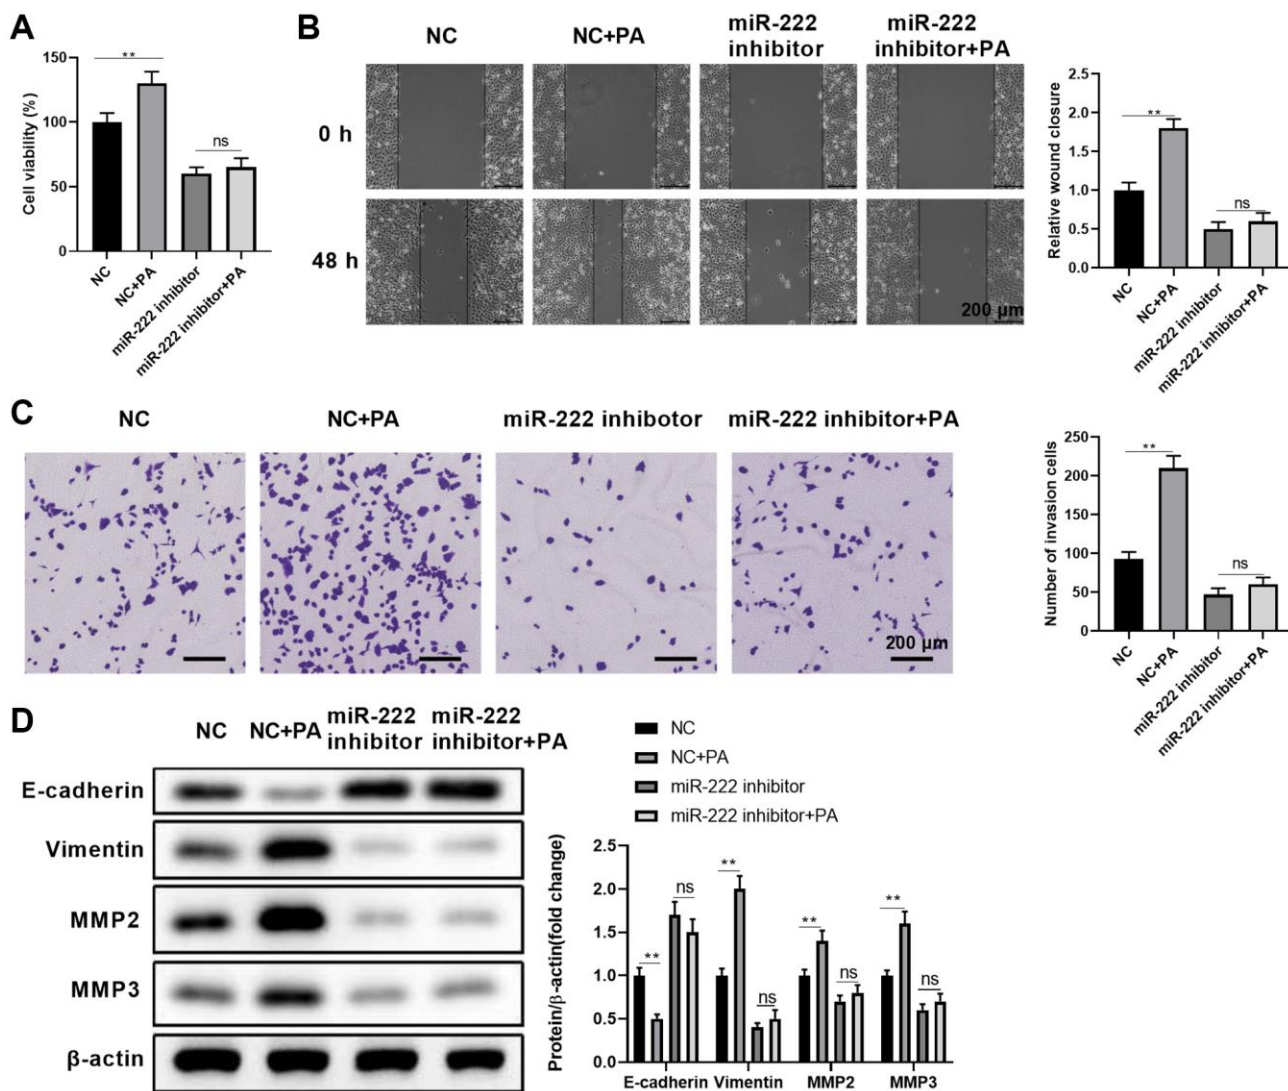 A
Cell viability (%)
150
100
50
0
**
ns
NC
NC+PA
miR-222 inhibitor
miR-222 inhibitor+PA
B
NC
NC+PA
miR-222
inhibitor
miR-222
inhibitor+PA
0 h
48 h
200 μm
Relative wound closure
2.5
2.0
1.5
1.0
0.5
0.0
**
ns
NC
NC+PA
miR-222 inhibitor
miR-222 inhibitor+PA
C
NC
NC+PA
miR-222 inhibotor
miR-222 inhibitor+PA
200 μm
Number of invasion cells
250
200
150
100
50
0
**
ns
NC
NC+PA
miR-222 inhibitor
miR-222 inhibitor+PA
D
NC
NC+PA
miR-222
inhibitor
miR-222
inhibitor+PA
E-cadherin
Vimentin
MMP2
MMP3
β-actin
NC
NC+PA
miR-222 inhibitor
miR-222 inhibitor+PA
Protein/β-actin(fold change)
2.5
2.0
1.5
1.0
0.5
0.0
**
ns
**
ns
**
ns
**
ns
E-cadherin
Vimentin
MMP2
MMP3